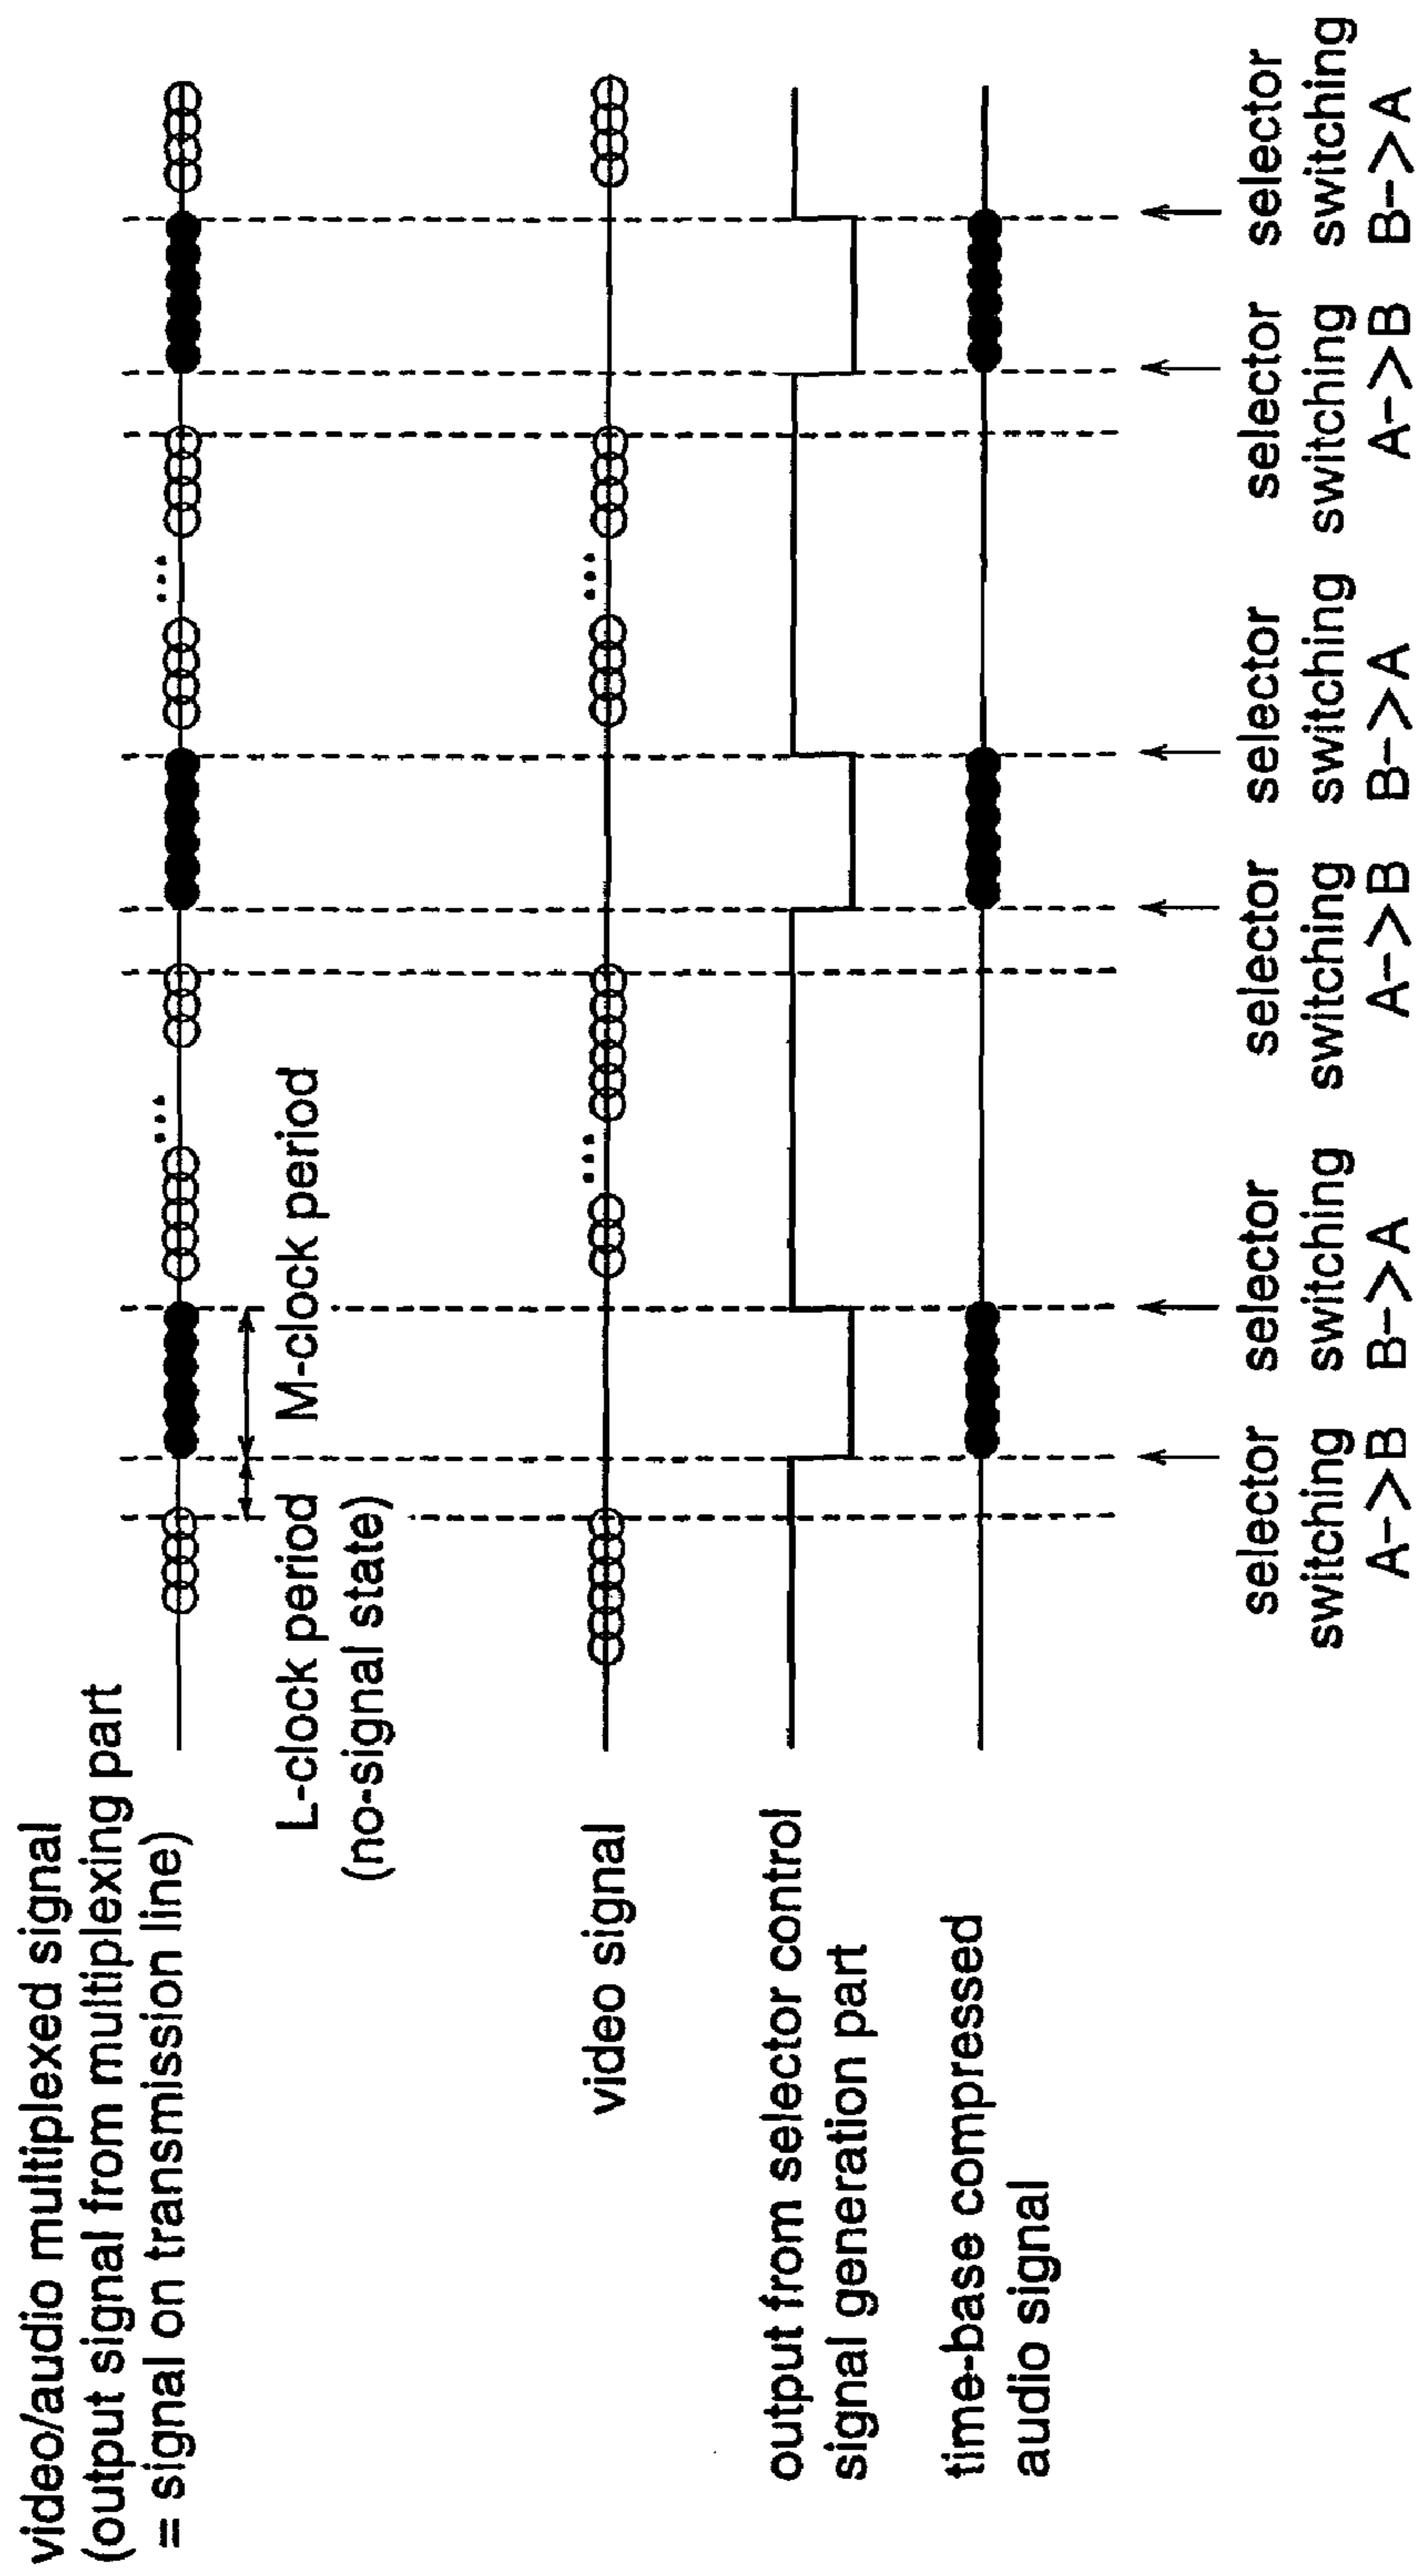 video/audio multiplexed signal
(output signal from multiplexing part
= signal on transmission line)
L-clock period
(no-signal state)
M-clock period
...
...
video signal
...
...
output from selector control
signal generation part
time-base compressed
audio signal
selector
switching
A->B
selector
switching
B->A
selector
switching
A->B
selector
switching
B->A
selector
switching
A->B
selector
switching
B->A